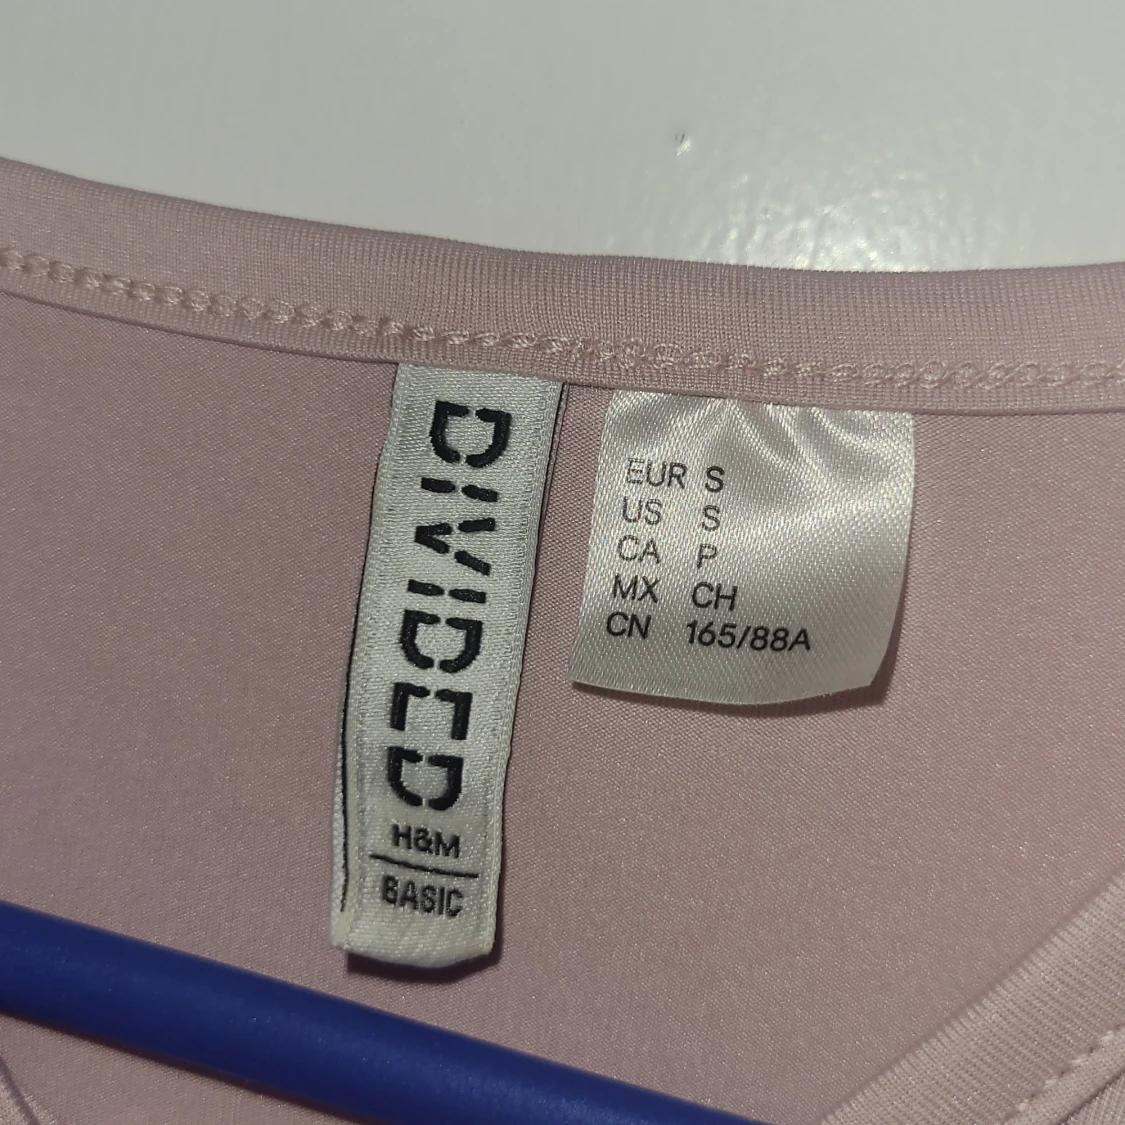 DIVIDED
H&M
BASIC
EUR S
US S
CA P
MX CH
CN 165/88A